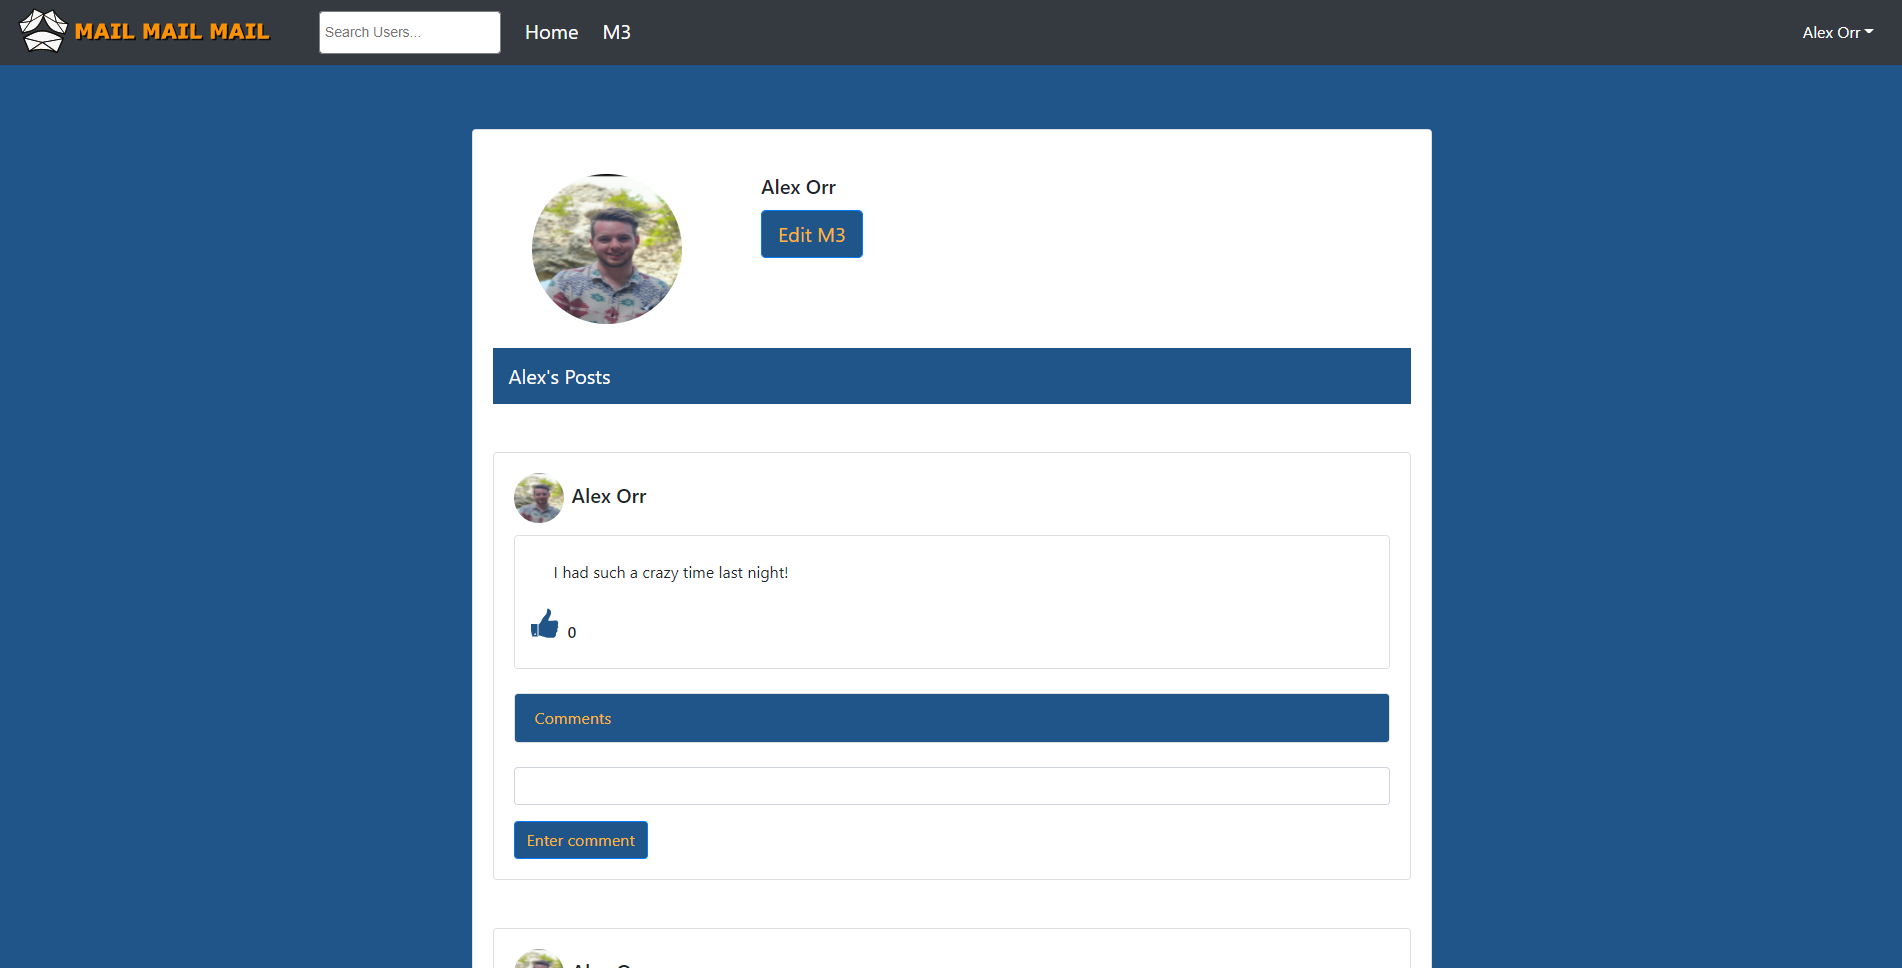 MAIL MAIL MAIL
Search Users...
Home
M3
Alex Orr
Alex Orr
Edit M3
Alex's Posts
Alex Orr
I had such a crazy time last night!
0
Comments
Enter comment
Alex O